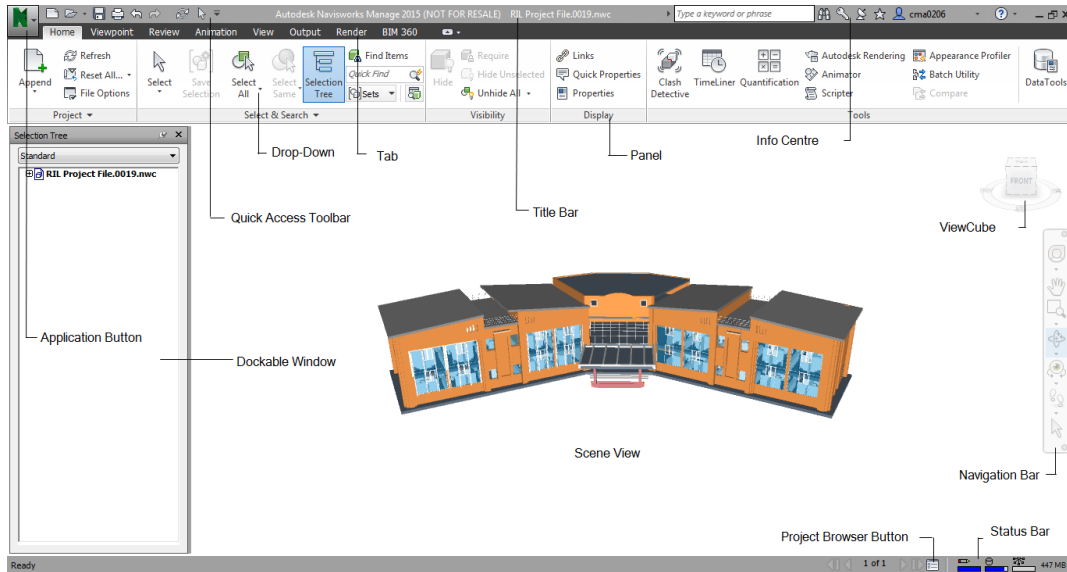 Autodesk Navisworks Manage 2015 (NOT FOR RESALE) RIL Project File.0019.nwc
Type a keyword or phrase
cma0206
Home Viewpoint Review Animation View Output Render BIM 360
Append
Refresh
Reset All...
File Options
Project
Select
Save Selection
Select All
Select Same
Selection Tree
Find Items
Quick Find
Sets
Select & Search
Hide
Require
Hide Unselected
Unhide All
Visibility
Links
Quick Properties
Properties
Display
Clash Detective
TimeLiner
Quantification
Autodesk Rendering
Animator
Scripter
Appearance Profiler
Batch Utility
Compare
Tools
DataTools
Selection Tree
Standard
RIL Project File.0019.nwc
Drop-Down
Tab
Panel
Info Centre
Quick Access Toolbar
Title Bar
FRONT
ViewCube
Application Button
Dockable Window
Scene View
Navigation Bar
Project Browser Button
Status Bar
Ready
1 of 1
447 MB